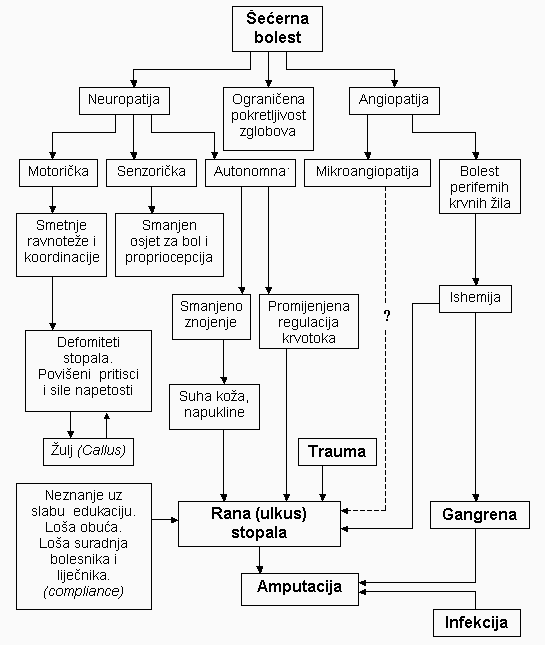 Šećerna
bolest
Neuropatija
Ograničena
pokretljivost
zglobova
Angiopatija
Motorička
Senzorička
Autonomna
Mikroangiopatija
Bolest
perifernih
krvnih žila
Smetnje
ravnoteže i
koordinacije
Smanjen
osjet za bol i
propriocepcija
Smanjeno
znojenje
Promijenjena
regulacija
krvotoka
?
Ishemija
Defomiteti
stopala.
Povišeni pritisci
i sile napetosti
Suha koža,
napukline
Žulj (Callus)
Trauma
Neznanje uz
slabu edukaciju.
Loša obuća.
Loša suradnja
bolesnika i
liječnika.
(compliance)
Rana (ulkus)
stopala
Gangrena
Amputacija
Infekcija